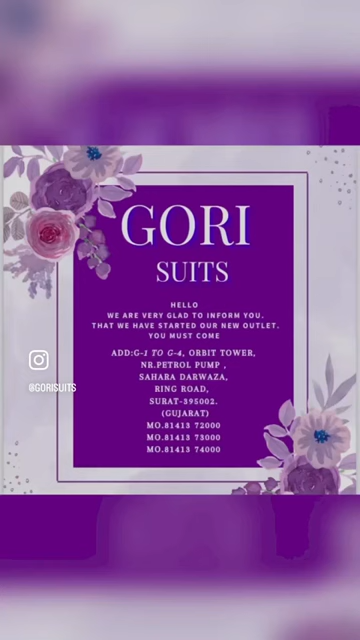 GORI
SUITS
HELLO
WE ARE VERY GLAD TO INFORM YOU.
THAT WE HAVE STARTED OUR NEW OUTLET.
YOU MUST COME
ADD:G-1 TO G-4, ORBIT TOWER,
NR.PETROL PUMP ,
SAHARA DARWAZA,
RING ROAD,
SURAT-395002.
(GUJARAT)
MO.81413 72000
MO.81413 73000
MO.81413 74000
@GORISUITS